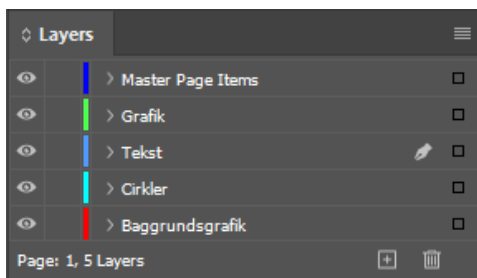 Layers
Master Page Items
Grafik
Tekst
Cirkler
Baggrundsgrafik
Page: 1, 5 Layers